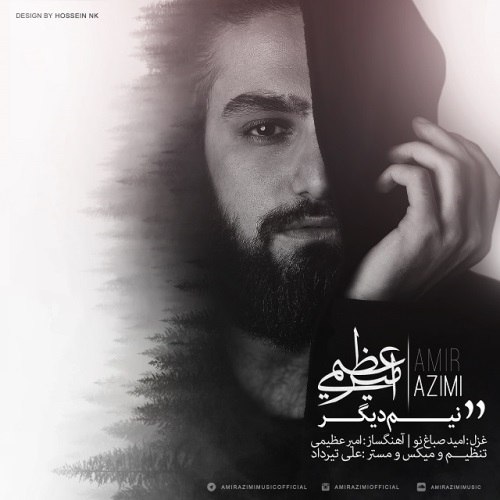 DESIGN BY HOSSEIN NK
امیر عظیمی
AMIR
AZIMI
نیم دیگر
غزل: امید صباغ نو | آهنگساز: امیر عظیمی
تنظیم و میکس و مستر: علی تیرداد
AMIRAZIMIMUSICOFFICIAL AMIRAZIMIOFFICIAL AMIRAZIMIMUSIC